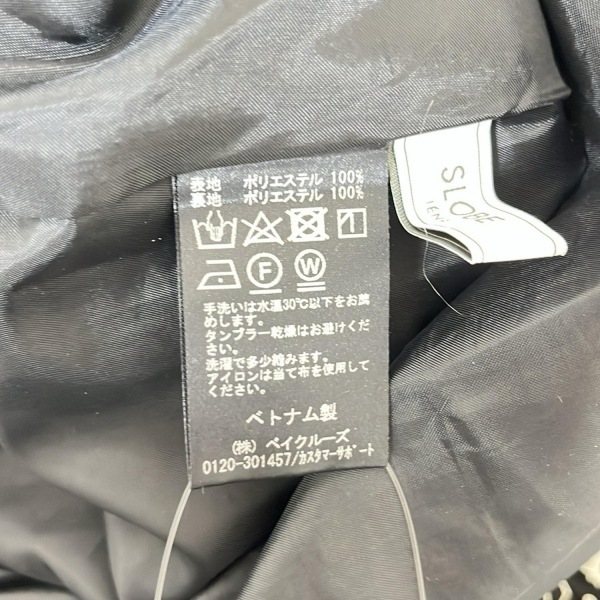 表地 ポリエステル 100%
裏地 ポリエステル 100%
F W
手洗いは水温30℃以下をお薦
めします。
タンブラー乾燥はお避けくだ
さい。
洗濯で多少縮みます。
アイロンは当て布を使用して
ください。
ベトナム製
(株) ベイクルーズ
0120-301457/カスタマーサポート
SLOBE
IENA